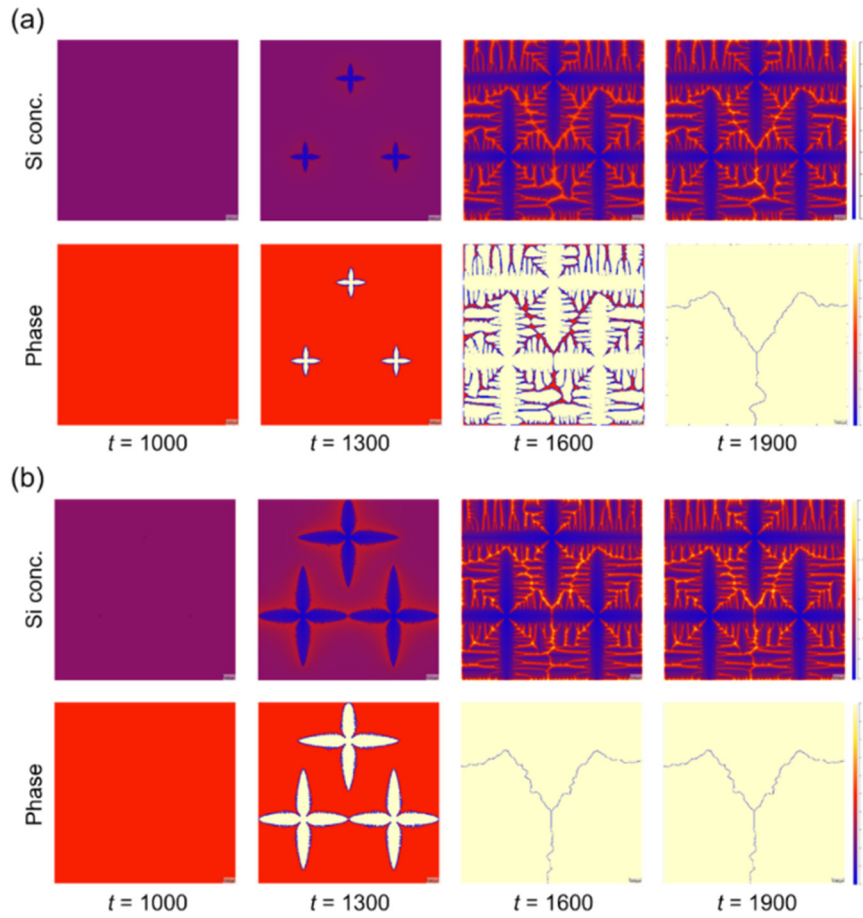 (a)
Si conc.
Phase
t = 1000 t = 1300 t = 1600 t = 1900
(b)
Si conc.
Phase
t = 1000 t = 1300 t = 1600 t = 1900